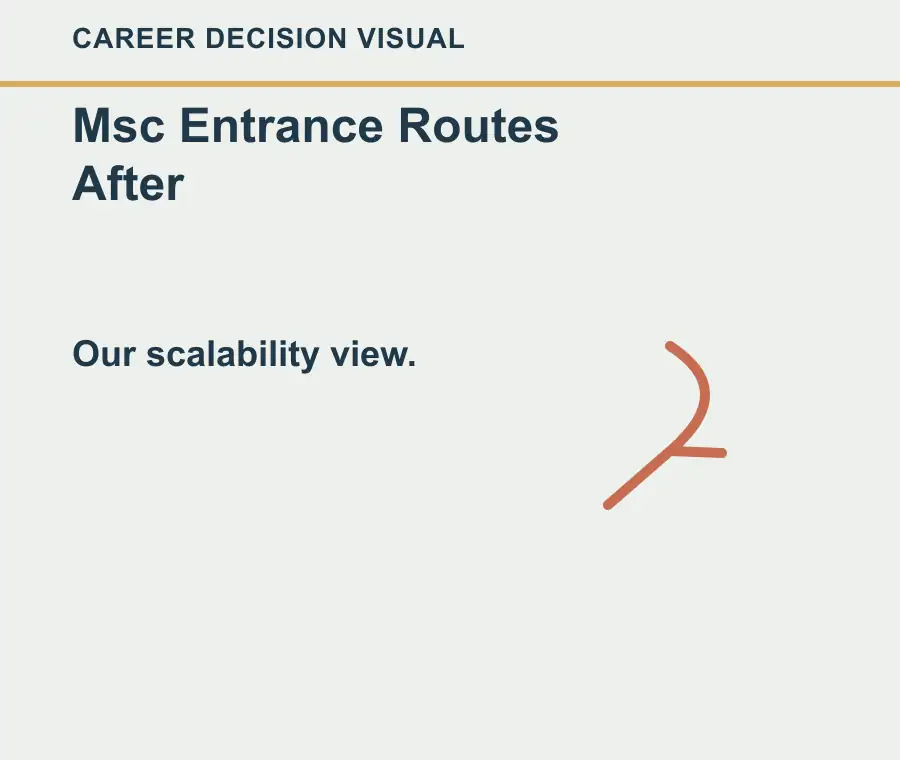 CAREER DECISION VISUAL
Msc Entrance Routes
After
Our scalability view.